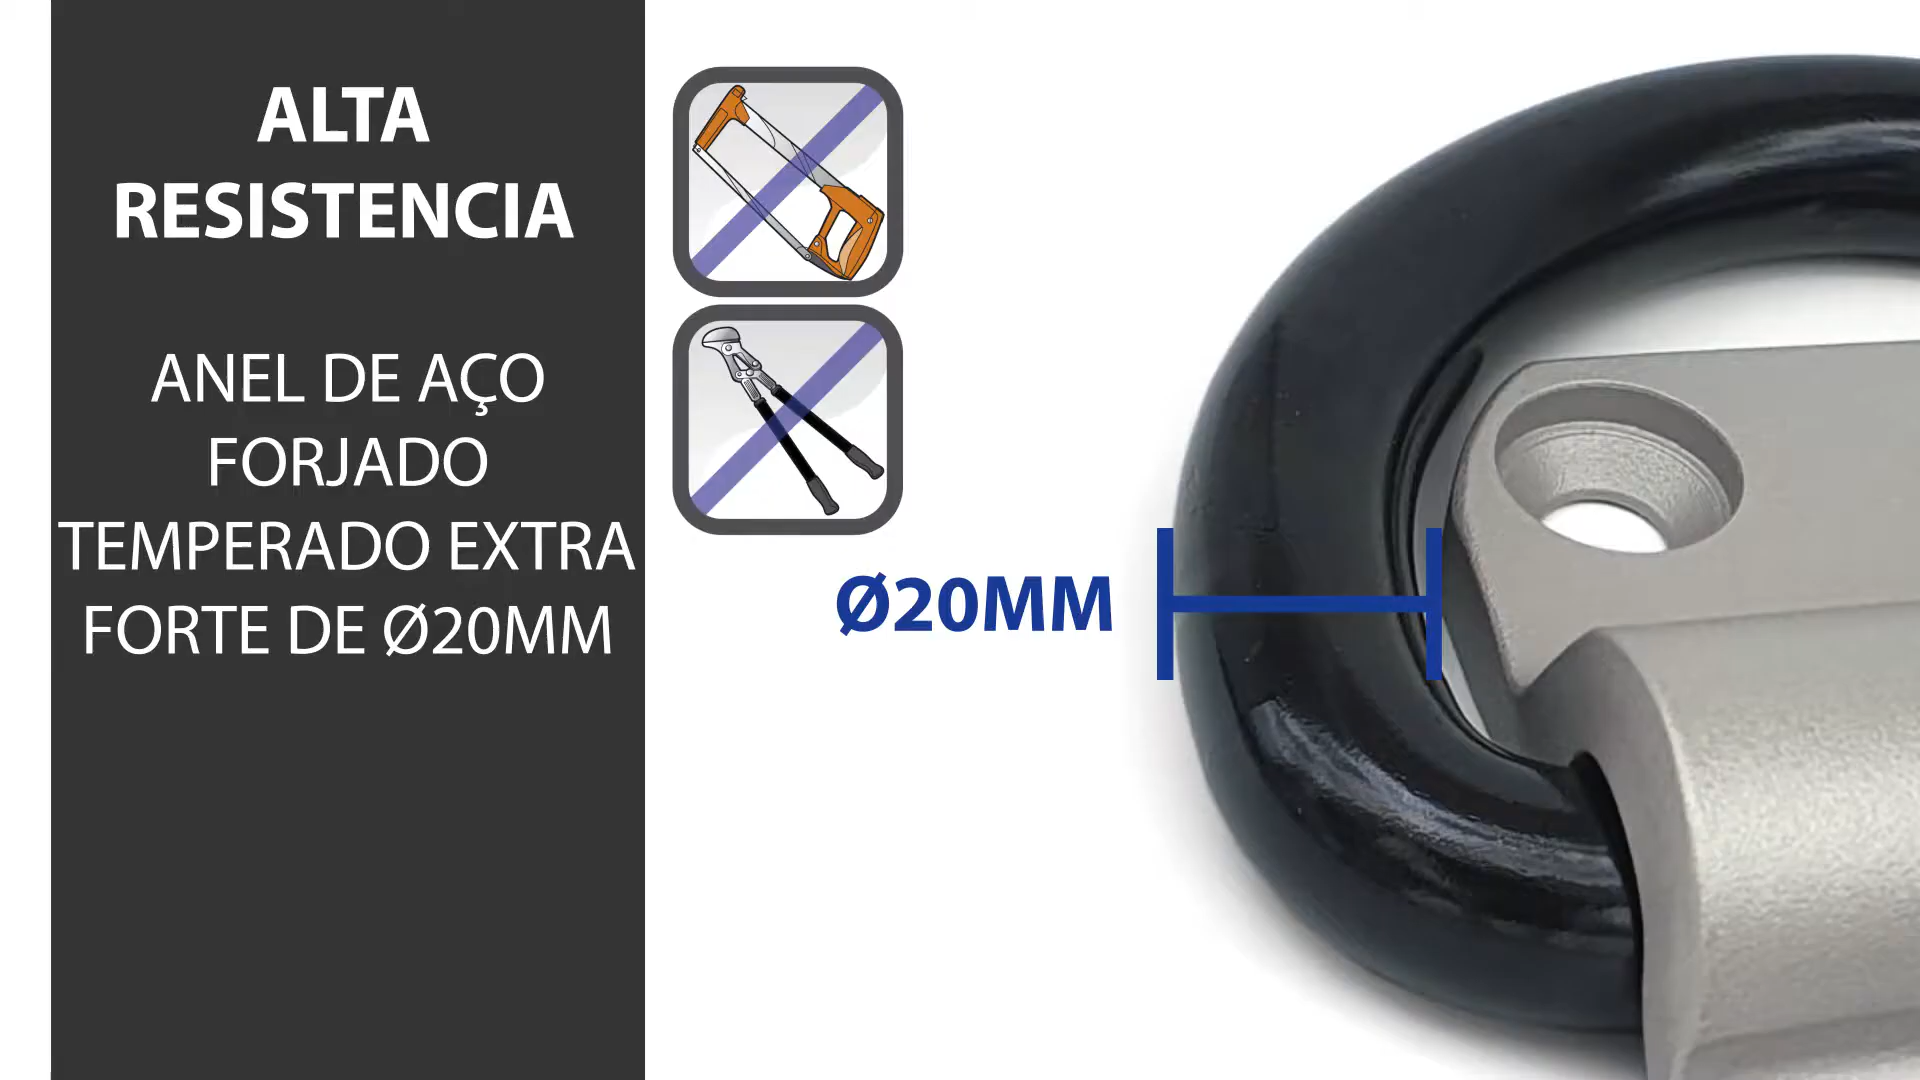 ALTA
RESISTENCIA
ANEL DE AÇO
FORJADO
TEMPERADO EXTRA
FORTE DE Ø20MM
Ø20MM